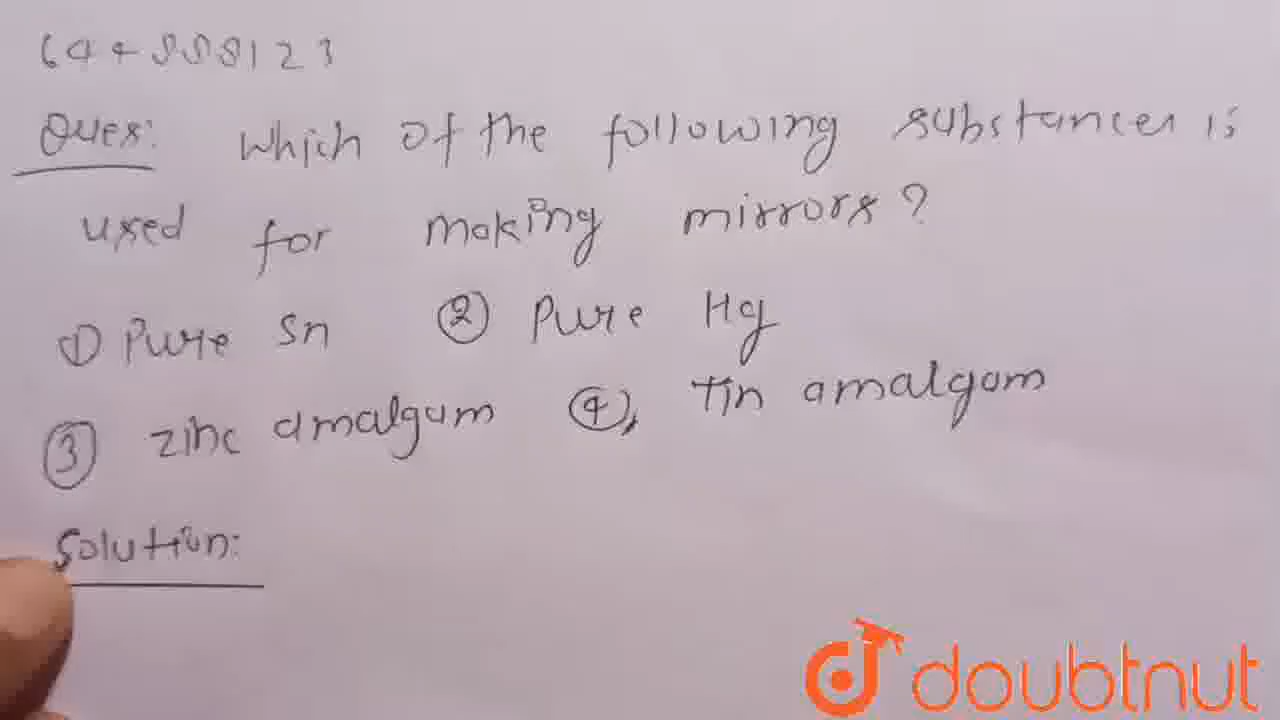 644888123
Ques: Which of the following substances is
used for making mirrors?
① Pure Sn ② Pure Hg
③ zinc amalgam ④, Tin amalgam
Solution:
doubtnut